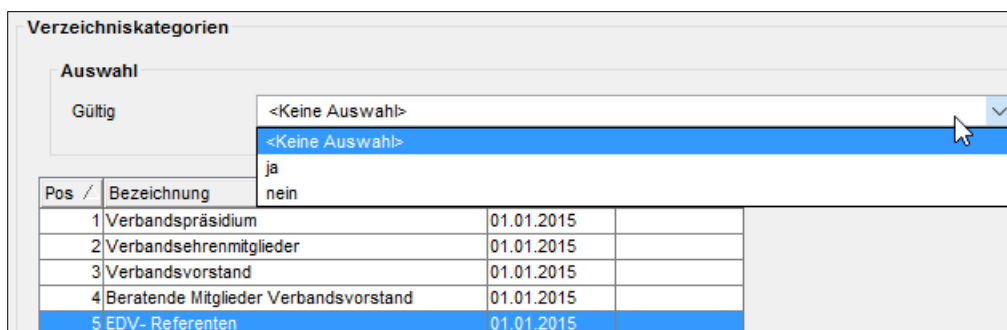 Verzeichniskategorien
Auswahl
Gültig <Keine Auswahl>
<Keine Auswahl>
ja
nein
Pos Bezeichnung
1 Verbandspräsidium 01.01.2015
2 Verbandsehrenmitglieder 01.01.2015
3 Verbandsvorstand 01.01.2015
4 Beratende Mitglieder Verbandsvorstand 01.01.2015
5 EDV- Referenten 01.01.2015